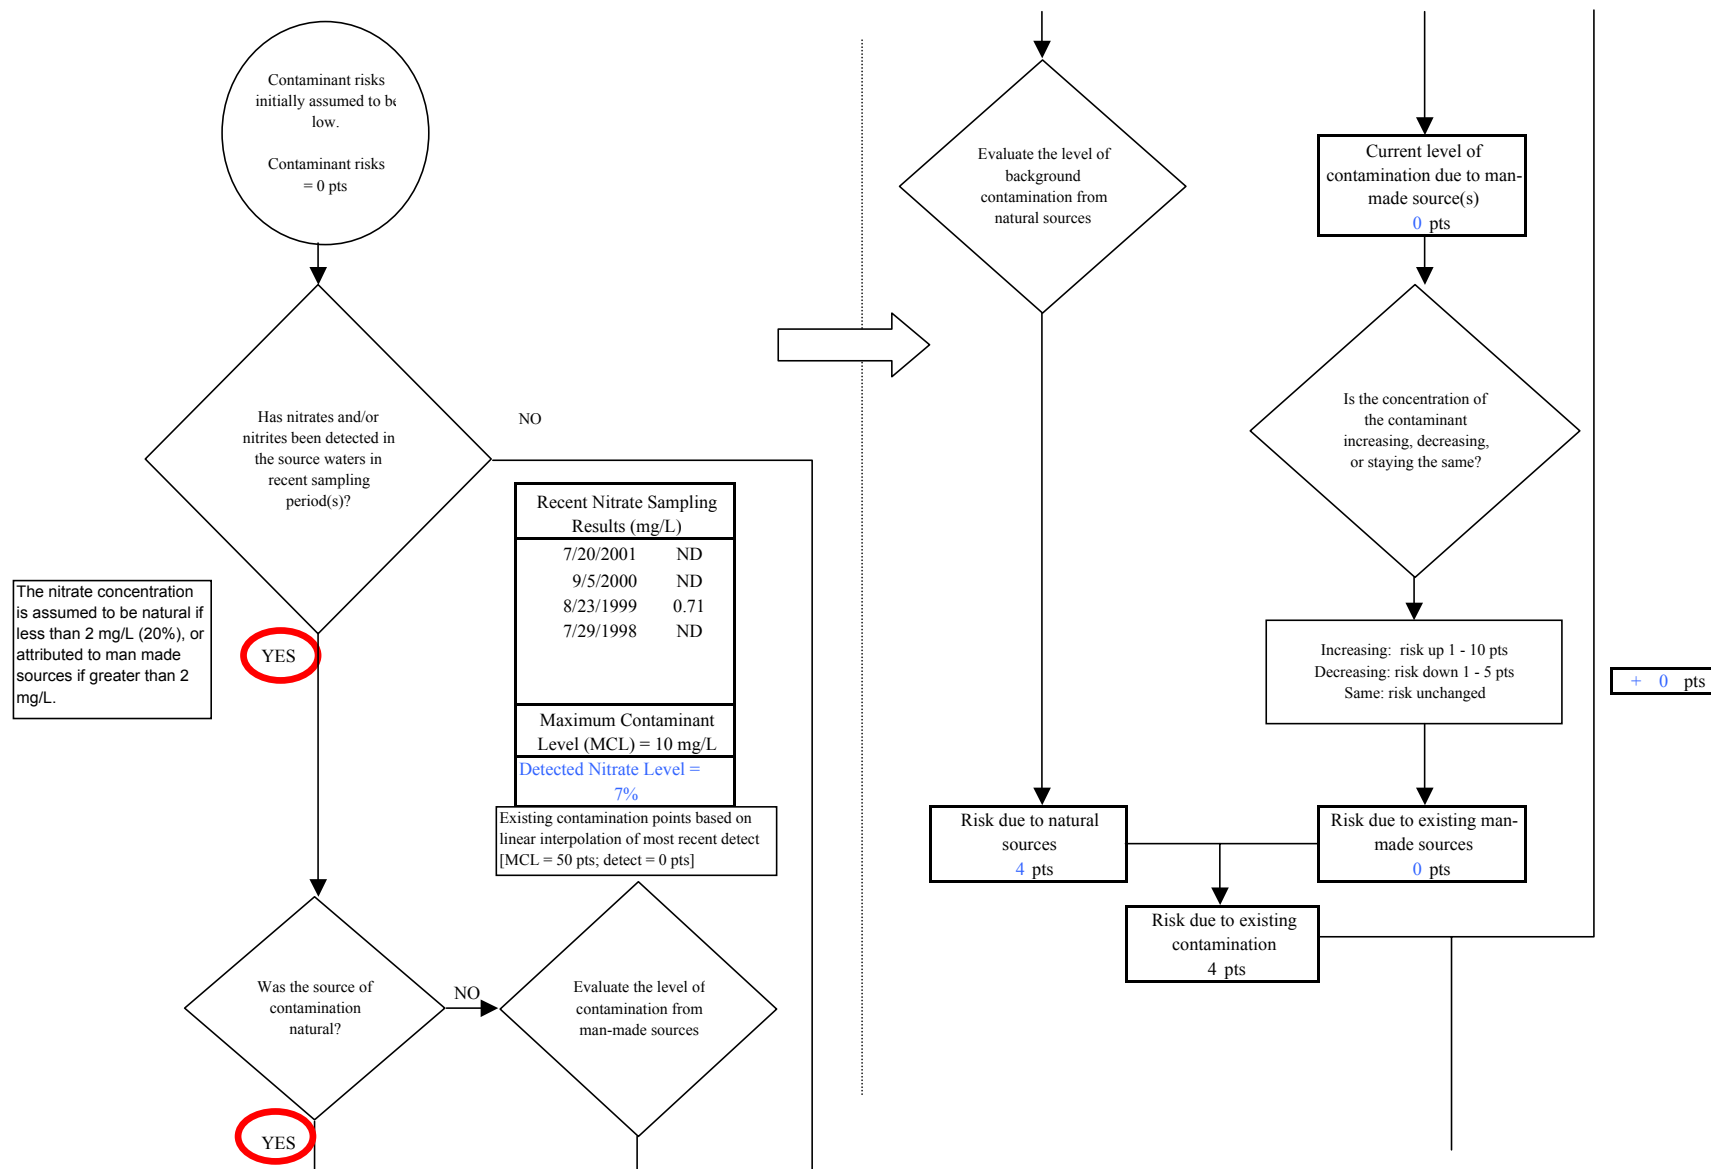 Contaminant risks
initially assumed to be
low.
Contaminant risks
= 0 pts
Has nitrates and/or
nitrites been detected in
the source waters in
recent sampling
period(s)?
NO
The nitrate concentration
is assumed to be natural if
less than 2 mg/L (20%), or
attributed to man made
sources if greater than 2
mg/L.
YES
Recent Nitrate Sampling
Results (mg/L)
7/20/2001 ND
9/5/2000 ND
8/23/1999 0.71
7/29/1998 ND
Maximum Contaminant
Level (MCL) = 10 mg/L
Detected Nitrate Level =
7%
Existing contamination points based on
linear interpolation of most recent detect
[MCL = 50 pts; detect = 0 pts]
Was the source of
contamination
natural?
NO
Evaluate the level of
contamination from
man-made sources
YES
Evaluate the level of
background
contamination from
natural sources
Current level of
contamination due to man-
made source(s)
0 pts
Is the concentration of
the contaminant
increasing, decreasing,
or staying the same?
Increasing: risk up 1 - 10 pts
Decreasing: risk down 1 - 5 pts
Same: risk unchanged
+ 0 pts
Risk due to natural
sources
4 pts
Risk due to existing man-
made sources
0 pts
Risk due to existing
contamination
4 pts